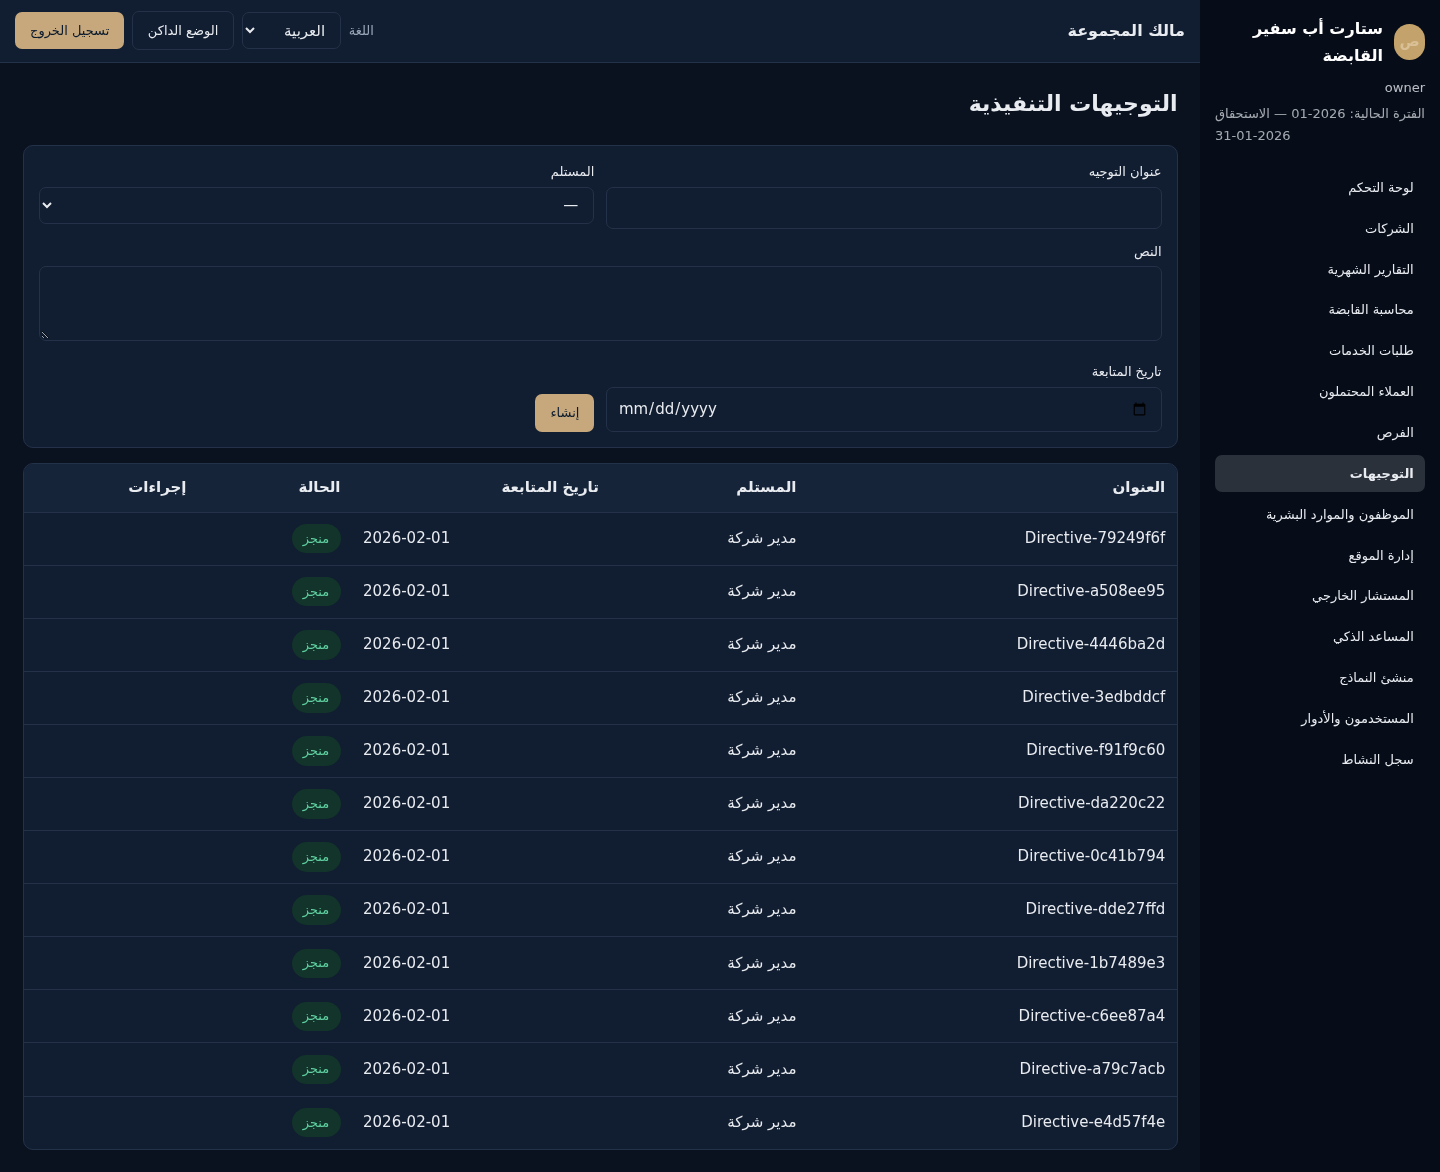 ص
ستارت أب سفير
القابضة
owner
الفترة الحالية: 2026-01 — الاستحقاق
2026-01-31
لوحة التحكم
الشركات
التقارير الشهرية
محاسبة القابضة
طلبات الخدمات
العملاء المحتملون
الفرص
التوجيهات
الموظفون والموارد البشرية
إدارة الموقع
المستشار الخارجي
المساعد الذكي
منشئ النماذج
المستخدمون والأدوار
سجل النشاط
مالك المجموعة
اللغة
العربية
الوضع الداكن
تسجيل الخروج
التوجيهات التنفيذية
عنوان التوجيه
المستلم
—
النص
تاريخ المتابعة
mm/dd/yyyy
إنشاء
العنوان المستلم تاريخ المتابعة الحالة إجراءات
Directive-79249f6f مدير شركة 2026-02-01 منجز
Directive-a508ee95 مدير شركة 2026-02-01 منجز
Directive-4446ba2d مدير شركة 2026-02-01 منجز
Directive-3edbddcf مدير شركة 2026-02-01 منجز
Directive-f91f9c60 مدير شركة 2026-02-01 منجز
Directive-da220c22 مدير شركة 2026-02-01 منجز
Directive-0c41b794 مدير شركة 2026-02-01 منجز
Directive-dde27ffd مدير شركة 2026-02-01 منجز
Directive-1b7489e3 مدير شركة 2026-02-01 منجز
Directive-c6ee87a4 مدير شركة 2026-02-01 منجز
Directive-a79c7acb مدير شركة 2026-02-01 منجز
Directive-e4d57f4e مدير شركة 2026-02-01 منجز